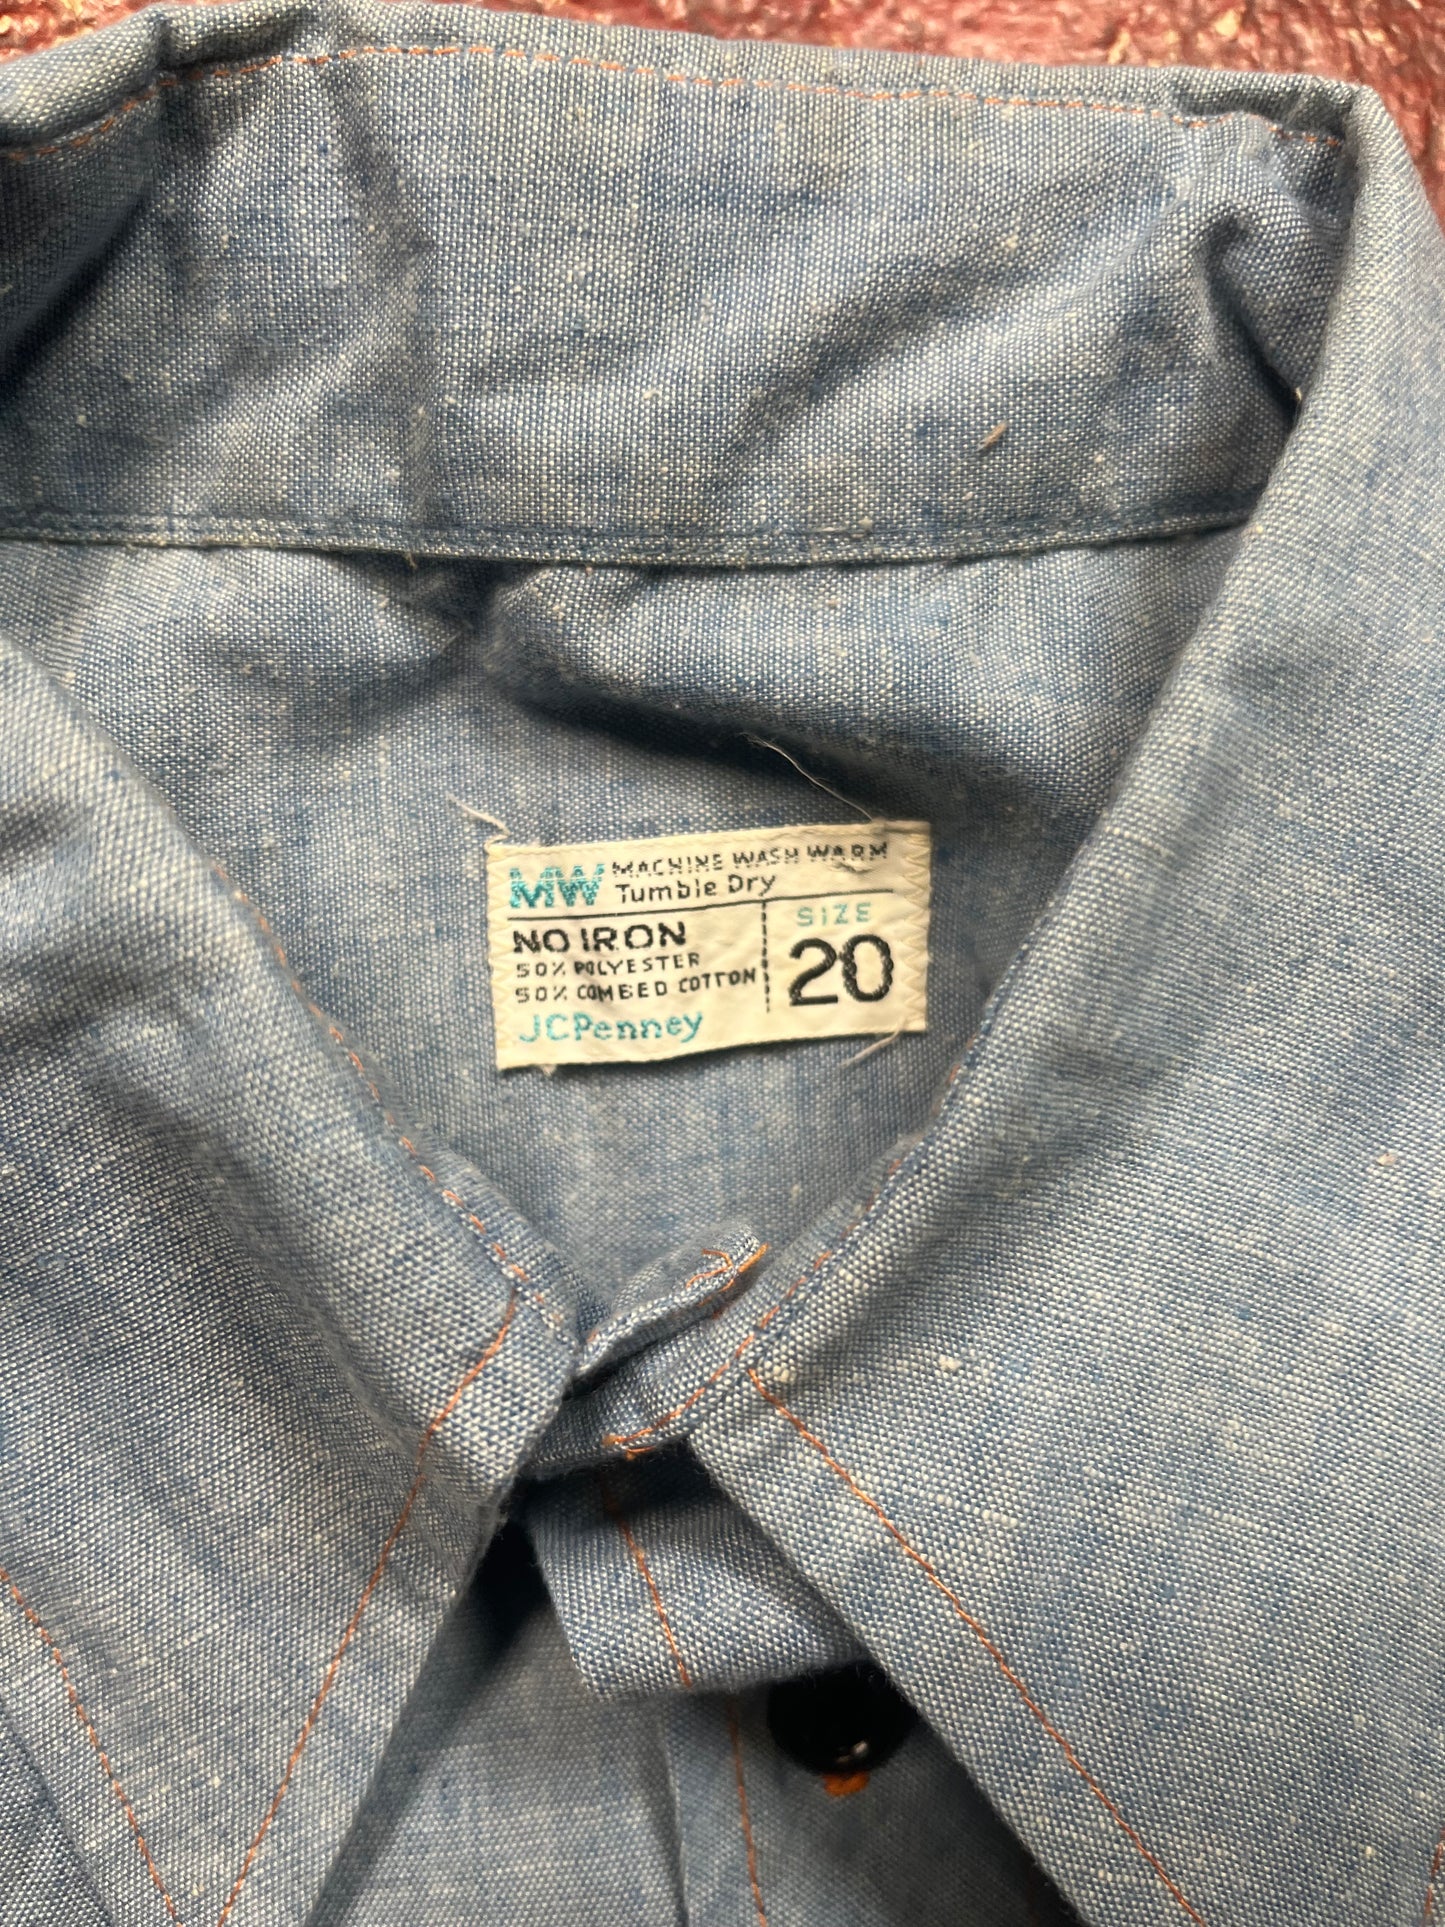 MW MACHINE WASH WARM
Tumble Dry
NO IRON
50% POLYESTER
50% COMBED COTTON
JCPenney
SIZE
20